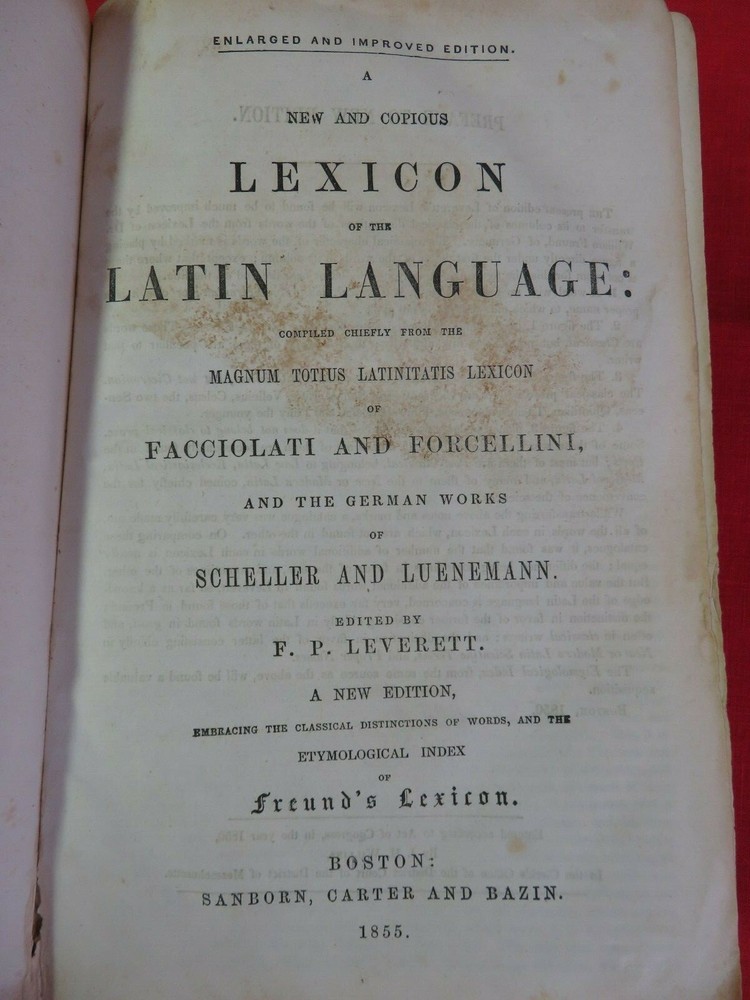 ENLARGED AND IMPROVED EDITION.
A
NEW AND COPIOUS
LEXICON
OF THE
LATIN LANGUAGE:
COMPILED CHIEFLY FROM THE
MAGNUM TOTIUS LATINITATIS LEXICON
OF
FACCIOLATI AND FORCELLINI,
AND THE GERMAN WORKS
OF
SCHELLER AND LUENEMANN.
EDITED BY
F. P. LEVERETT.
A NEW EDITION,
EMBRACING THE CLASSICAL DISTINCTIONS OF WORDS, AND THE
ETYMOLOGICAL INDEX
OF
Freund's Lexicon.
BOSTON:
SANBORN, CARTER AND BAZIN.
1855.